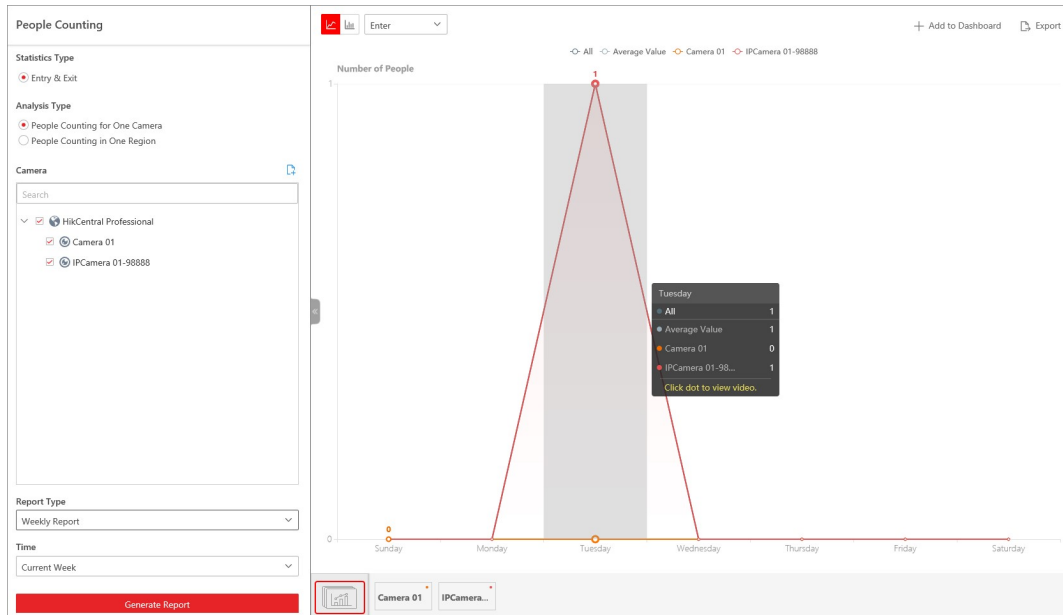 People Counting
Statistics Type
Entry & Exit
Analysis Type
People Counting for One Camera
People Counting in One Region
Camera
Search
HikCentral Professional
Camera 01
IPCamera 01-98888
Report Type
Weekly Report
Time
Current Week
Generate Report
Enter
Add to Dashboard
Export
All Average Value Camera 01 IPCamera 01-98888
Number of People
1
1
Tuesday
All 1
Average Value 1
Camera 01 0
IPCamera 01-98... 1
Click dot to view video.
0
0
Sunday Monday Tuesday Wednesday Thursday Friday Saturday
Camera 01 IPCamera...